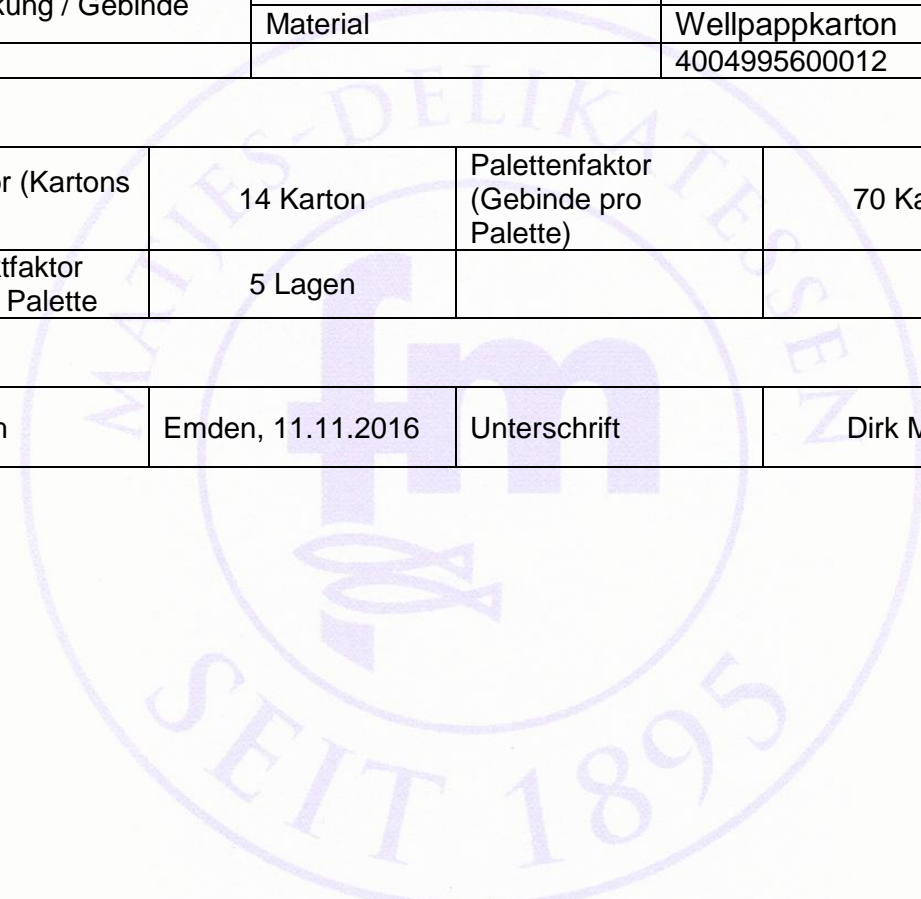 kung / Gebinde
Material
Wellpappkarton
4004995600012
r (Kartons
14 Karton
Palettenfaktor
(Gebinde pro
Palette)
70 Ka
tfaktor
Palette
5 Lagen
n
Emden, 11.11.2016
Unterschrift
Dirk M
MATJES-DELIKATESSEN
fm
SEIT 1895